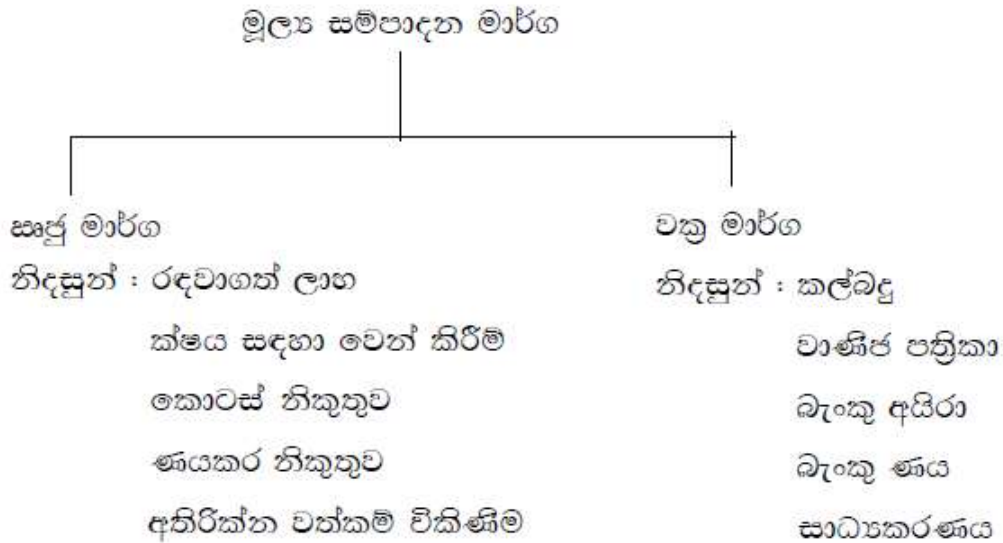 මූල්‍ය සම්පාදන මාර්ග
ඍජු මාර්ග
නිදසුන් : රඳවාගත් ලාභ
ක්ෂය සඳහා වෙන් කිරීම්
කොටස් නිකුතුව
ණයකර නිකුතුව
අතිරික්න වත්කම් විකිණීම
වක්‍ර මාර්ග
නිදසුන් : කල්බදු
වාණිජ පත්‍රිකා
බැංකු අයිරා
බැංකු ණය
සාධ්‍යකරණය